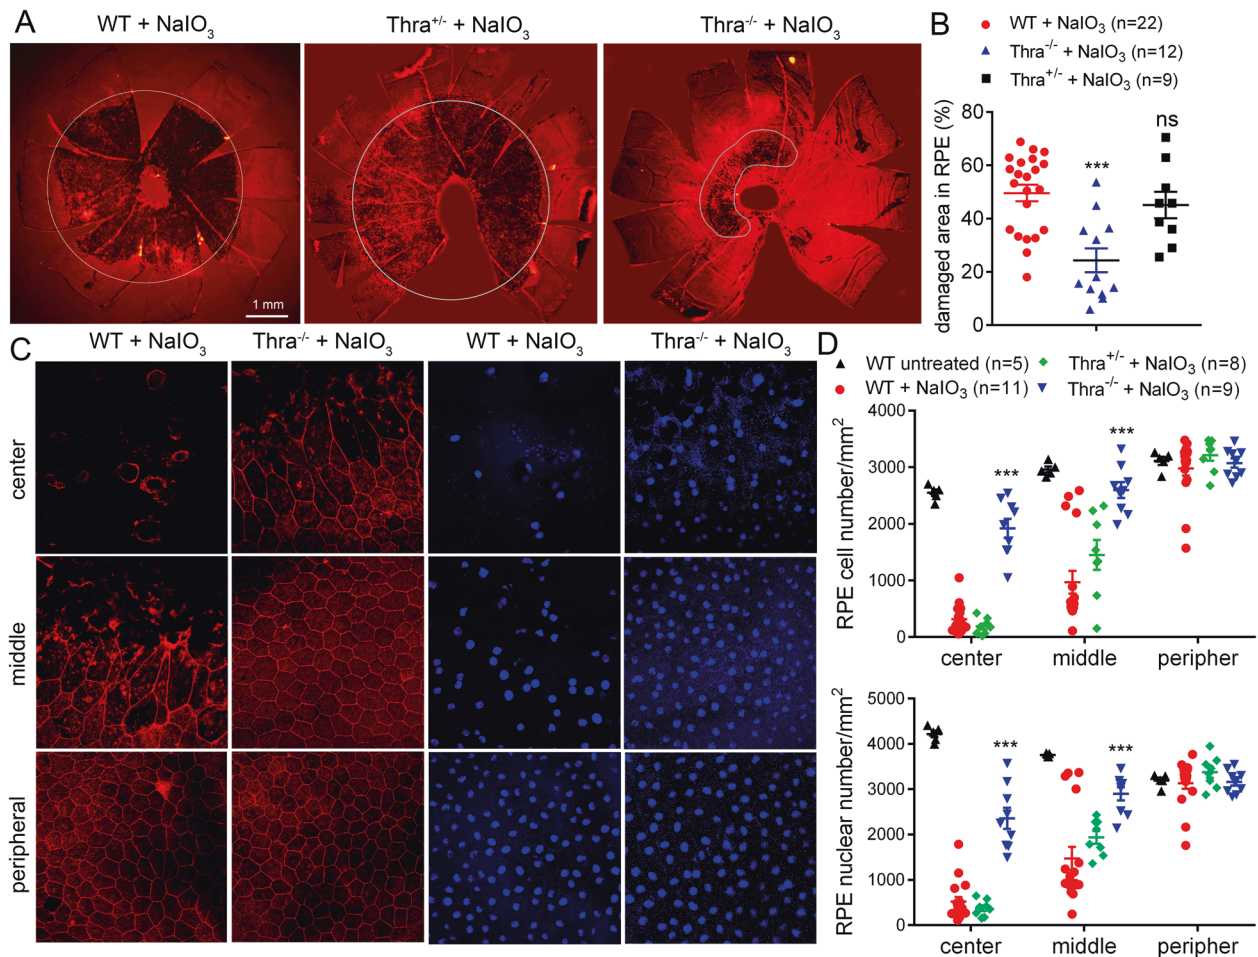 A
WT + NaIO₃
Thra⁺/⁻ + NaIO₃
Thra⁻/⁻ + NaIO₃
1 mm
B
WT + NaIO₃ (n=22)
Thra⁻/⁻ + NaIO₃ (n=12)
Thra⁺/⁻ + NaIO₃ (n=9)
damaged area in RPE (%)
80
60
40
20
0
***
ns
C
WT + NaIO₃
Thra⁻/⁻ + NaIO₃
WT + NaIO₃
Thra⁻/⁻ + NaIO₃
center
middle
peripheral
D
WT untreated (n=5)
Thra⁺/⁻ + NaIO₃ (n=8)
WT + NaIO₃ (n=11)
Thra⁻/⁻ + NaIO₃ (n=9)
RPE cell number/mm²
4000
3000
2000
1000
0
***
***
center
middle
peripher
RPE nuclear number/mm²
5000
4000
3000
2000
1000
0
***
***
center
middle
peripher